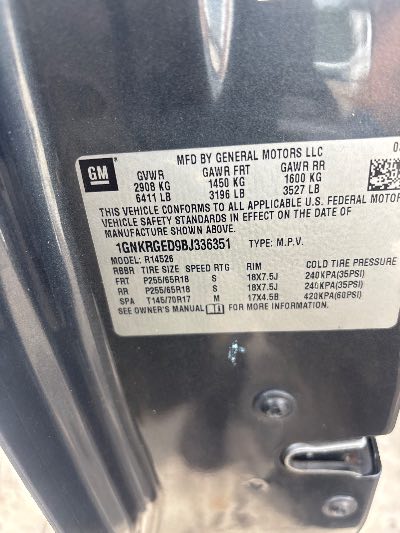 MFD BY GENERAL MOTORS LLC
GM
GVWR GAWR FRT GAWR RR
2908 KG 1450 KG 1600 KG
6411 LB 3196 LB 3527 LB
THIS VEHICLE CONFORMS TO ALL APPLICABLE U.S. FEDERAL MOTOR
VEHICLE SAFETY STANDARDS IN EFFECT ON THE DATE OF
MANUFACTURE SHOWN ABOVE.
1GNKRGED9BJ336351 TYPE: M.P.V.
MODEL: R14526
RBBR TIRE SIZE SPEED RTG RIM COLD TIRE PRESSUR
FRT P255/65R18 S 18X7.5J 240KPA(35PSI)
RR P255/65R18 S 18X7.5J 240KPA(35PSI)
SPA T145/70R17 M 17X4.5B 420KPA(60PSI)
SEE OWNER'S MANUAL FOR MORE INFORMATION.